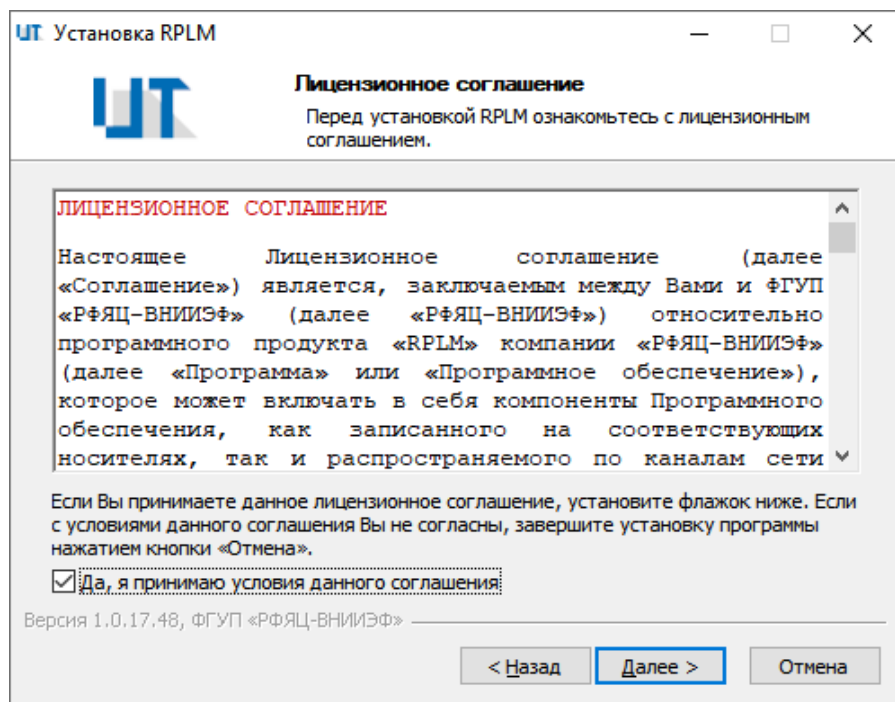 ЦТ Установка RPLM
ЦТ
Лицензионное соглашение
Перед установкой RPLM ознакомьтесь с лицензионным
соглашением.
ЛИЦЕНЗИОННОЕ СОГЛАШЕНИЕ
Настоящее Лицензионное соглашение (далее
«Соглашение») является, заключаемым между Вами и ФГУП
«РФЯЦ-ВНИИЭФ» (далее «РФЯЦ-ВНИИЭФ») относительно
программного продукта «RPLM» компании «РФЯЦ-ВНИИЭФ»
(далее «Программа» или «Программное обеспечение»),
которое может включать в себя компоненты Программного
обеспечения, как записанного на соответствующих
носителях, так и распространяемого по каналам сети
Если Вы принимаете данное лицензионное соглашение, установите флажок ниже. Если
с условиями данного соглашения Вы не согласны, завершите установку программы
нажатием кнопки «Отмена».
Да, я принимаю условия данного соглашения
Версия 1.0.17.48, ФГУП «РФЯЦ-ВНИИЭФ»
< Назад Далее > Отмена